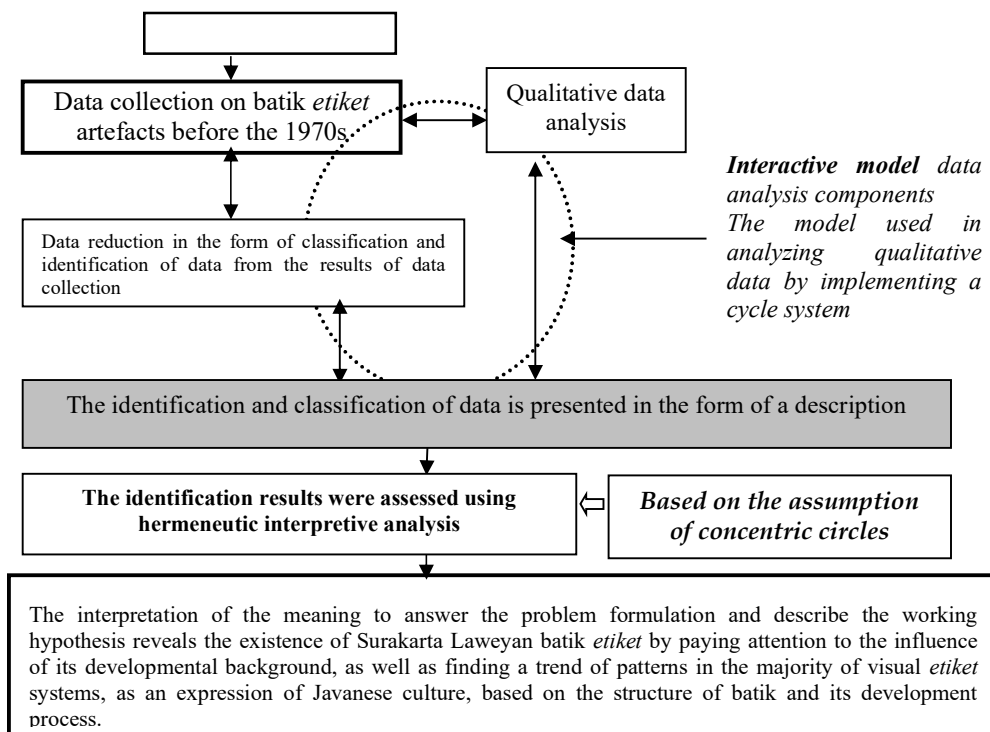 Data collection on batik etiket
artefacts before the 1970s
Qualitative data
analysis
Interactive model data
analysis components
The model used in
analyzing qualitative
data by implementing a
cycle system
Data reduction in the form of classification and
identification of data from the results of data
collection
The identification and classification of data is presented in the form of a description
The identification results were assessed using
hermeneutic interpretive analysis
Based on the assumption
of concentric circles
The interpretation of the meaning to answer the problem formulation and describe the working
hypothesis reveals the existence of Surakarta Laweyan batik etiket by paying attention to the influence
of its developmental background, as well as finding a trend of patterns in the majority of visual etiket
systems, as an expression of Javanese culture, based on the structure of batik and its development
process.